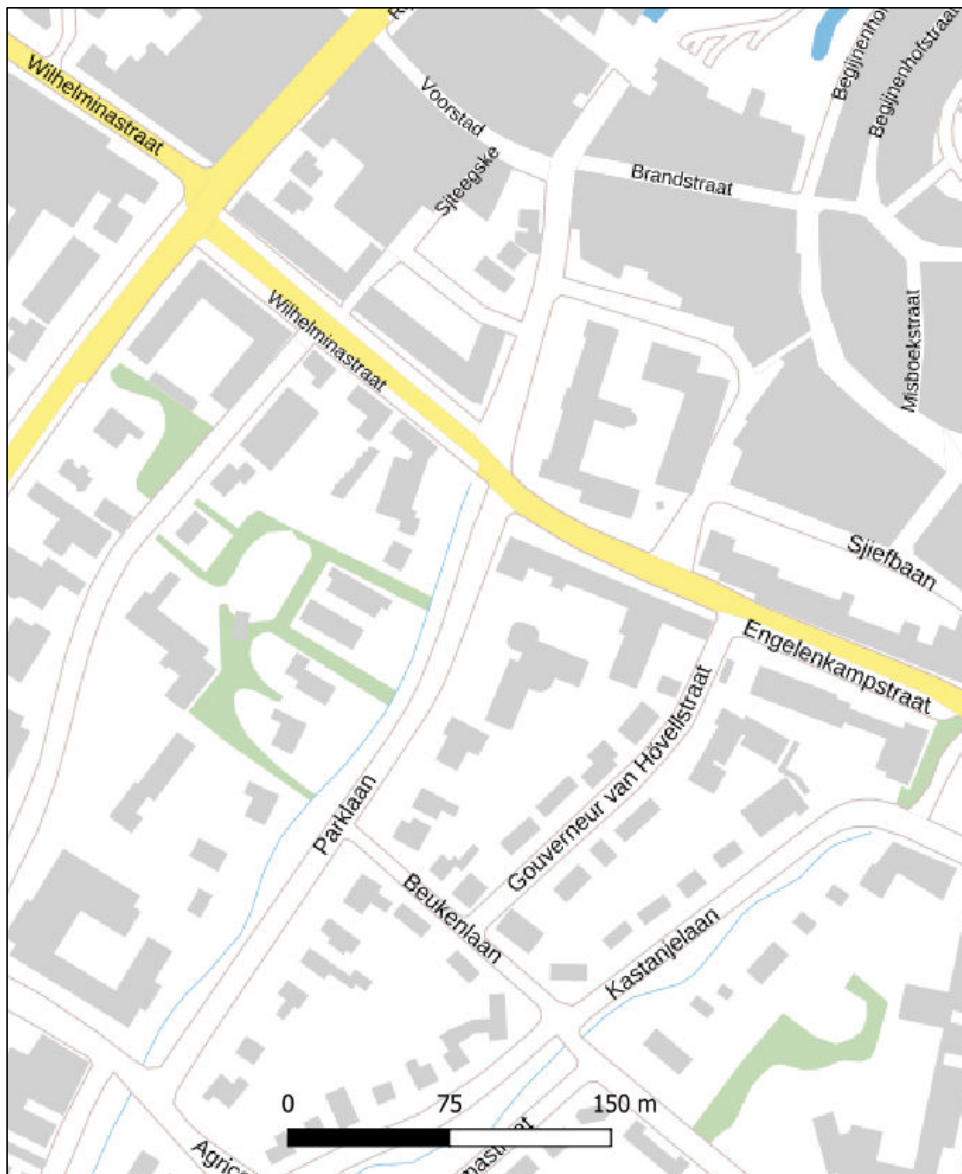 Wilhelminastraat
Voorstad
Sjteegske
Brandstraat
Begijnenhofstraat
Wilhelminastraat
Misboekstraat
Sjiefbaan
Engelenkampstraat
Gouverneur van Hövellstraat
Parklaan
Beukenlaan
Kastanjelaan
0 75 150 m